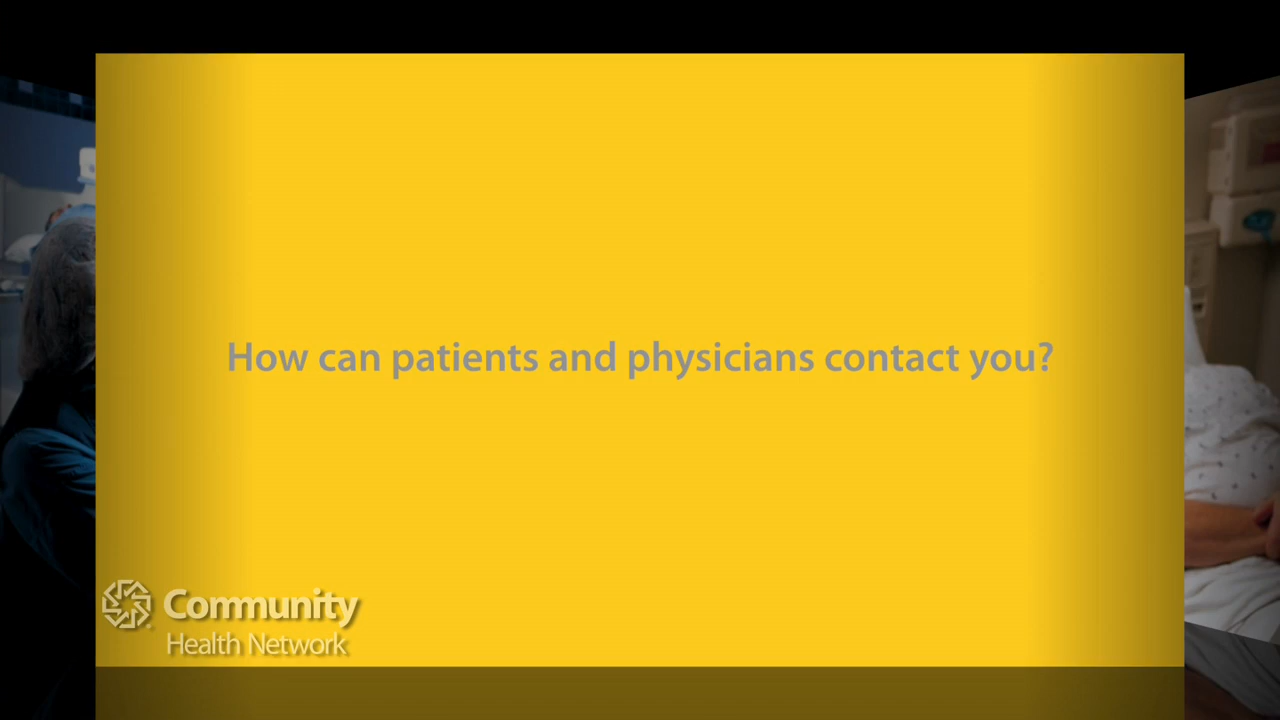 How can patients and physicians contact you?
Community
Health Network